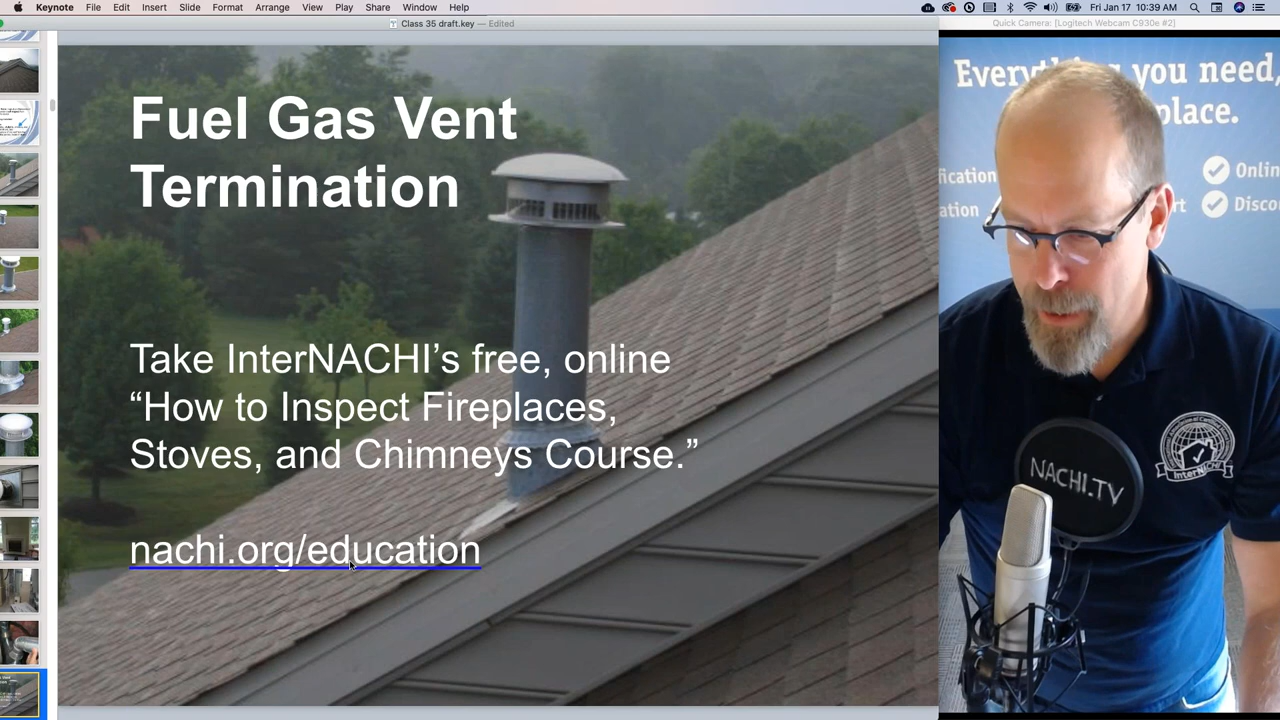 Keynote File Edit Insert Slide Format Arrange View Play Share Window Help
Fri Jan 17 10:39 AM
Class 35 draft.key — Edited
Quick Camera: [Logitech Webcam C930e #2]
Fuel Gas Vent
Termination
Take InterNACHI’s free, online
“How to Inspect Fireplaces,
Stoves, and Chimneys Course.”
nachi.org/education
you need,
place.
Onlin
Disco
NACHI.TV
InterNACHI